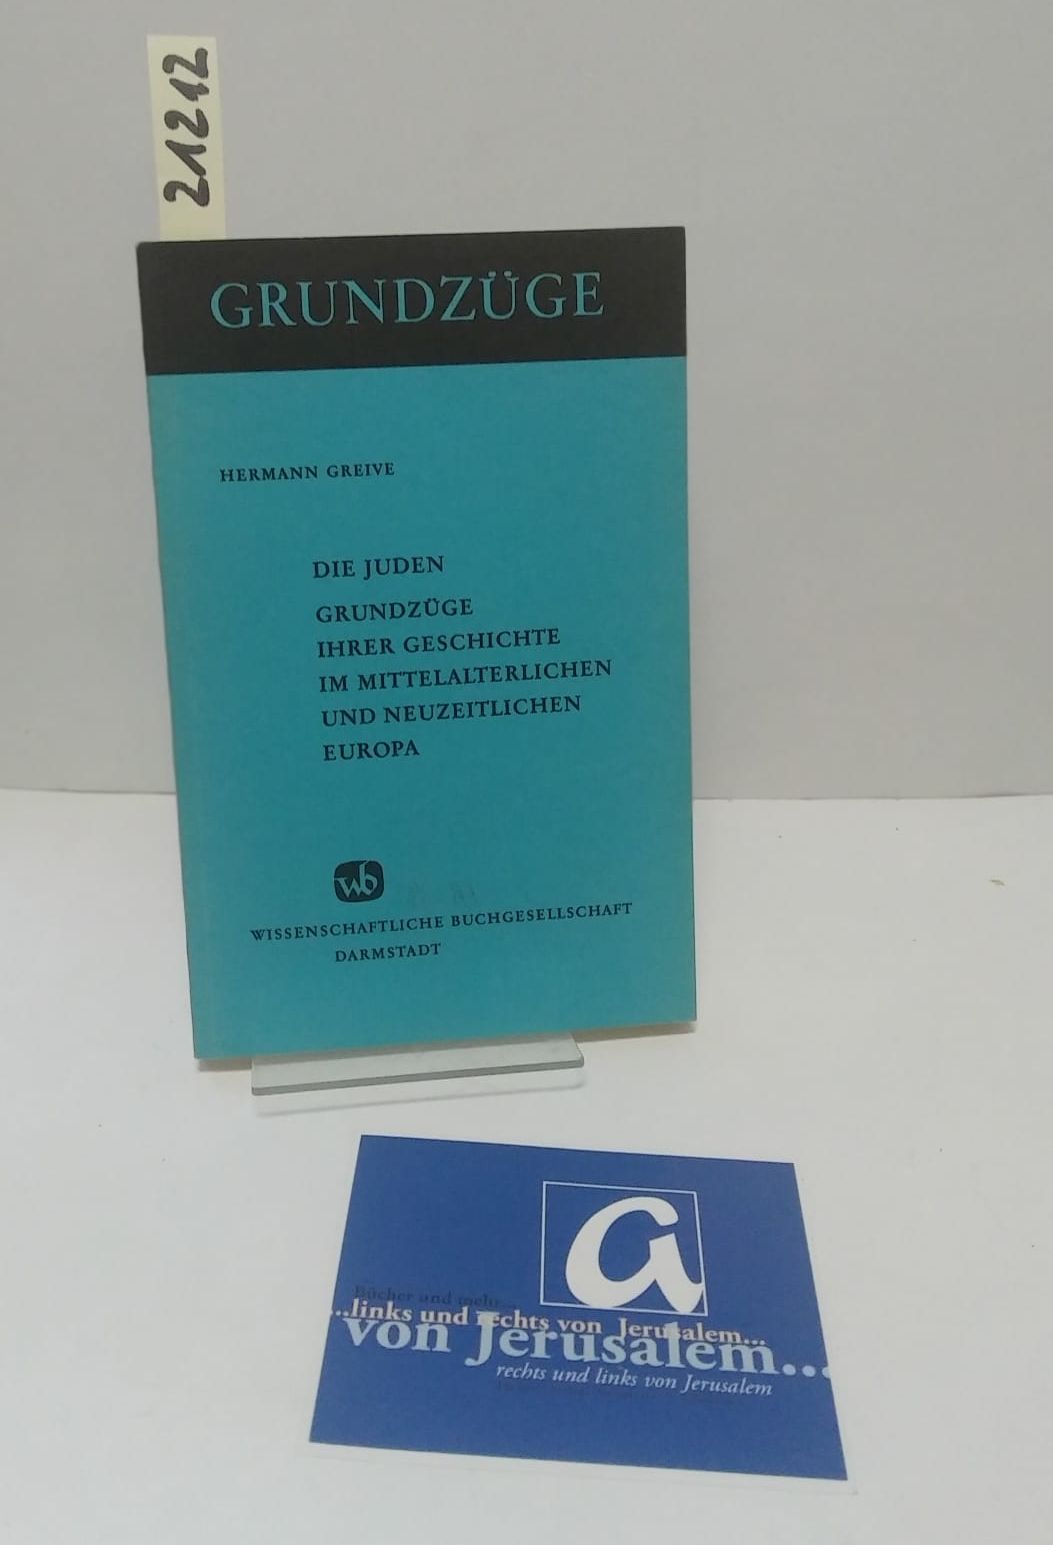 21212
GRUNDZÜGE
HERMANN GREIVE
DIE JUDEN
GRUNDZÜGE
IHRER GESCHICHTE
IM MITTELALTERLICHEN
UND NEUZEITLICHEN
EUROPA
wb
WISSENSCHAFTLICHE BUCHGESELLSCHAFT
DARMSTADT
a
Bücher und mehr...
...links und rechts von Jerusalem...
von Jerusalem...
rechts und links von Jerusalem